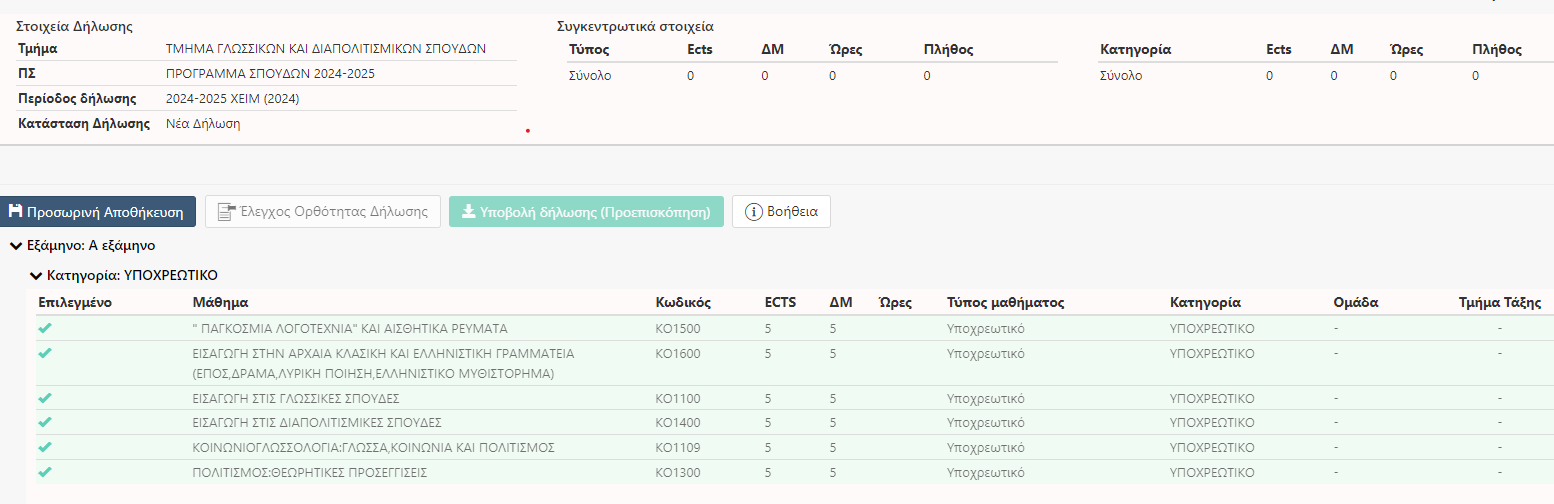 Στοιχεία Δήλωσης
Τμήμα ΤΜΗΜΑ ΓΛΩΣΣΙΚΩΝ ΚΑΙ ΔΙΑΠΟΛΙΤΙΣΜΙΚΩΝ ΣΠΟΥΔΩΝ
ΠΣ ΠΡΟΓΡΑΜΜΑ ΣΠΟΥΔΩΝ 2024-2025
Περίοδος δήλωσης 2024-2025 ΧΕΙΜ (2024)
Κατάσταση Δήλωσης Νέα Δήλωση
Συγκεντρωτικά στοιχεία
Τύπος Ects ΔΜ Ώρες Πλήθος
Σύνολο 0 0 0 0
Κατηγορία Ects ΔΜ Ώρες Πλήθος
Σύνολο 0 0 0 0
Προσωρινή Αποθήκευση Έλεγχος Ορθότητας Δήλωσης Υποβολή δήλωσης (Προεπισκόπηση) Βοήθεια
Εξάμηνο: Α εξάμηνο
Κατηγορία: ΥΠΟΧΡΕΩΤΙΚΟ
Επιλεγμένο Μάθημα Κωδικός ECTS ΔΜ Ώρες Τύπος μαθήματος Κατηγορία Ομάδα Τμήμα Τάξης
" ΠΑΓΚΟΣΜΙΑ ΛΟΓΟΤΕΧΝΙΑ" ΚΑΙ ΑΙΣΘΗΤΙΚΑ ΡΕΥΜΑΤΑ ΚΟ1500 5 5 Υποχρεωτικό ΥΠΟΧΡΕΩΤΙΚΟ - -
ΕΙΣΑΓΩΓΗ ΣΤΗΝ ΑΡΧΑΙΑ ΚΛΑΣΙΚΗ ΚΑΙ ΕΛΛΗΝΙΣΤΙΚΗ ΓΡΑΜΜΑΤΕΙΑ ΚΟ1600 5 5 Υποχρεωτικό ΥΠΟΧΡΕΩΤΙΚΟ - -
(ΕΠΟΣ,ΔΡΑΜΑ,ΛΥΡΙΚΗ ΠΟΙΗΣΗ,ΕΛΛΗΝΙΣΤΙΚΟ ΜΥΘΙΣΤΟΡΗΜΑ)
ΕΙΣΑΓΩΓΗ ΣΤΙΣ ΓΛΩΣΣΙΚΕΣ ΣΠΟΥΔΕΣ ΚΟ1100 5 5 Υποχρεωτικό ΥΠΟΧΡΕΩΤΙΚΟ - -
ΕΙΣΑΓΩΓΗ ΣΤΙΣ ΔΙΑΠΟΛΙΤΙΣΜΙΚΕΣ ΣΠΟΥΔΕΣ ΚΟ1400 5 5 Υποχρεωτικό ΥΠΟΧΡΕΩΤΙΚΟ - -
ΚΟΙΝΩΝΙΟΓΛΩΣΣΟΛΟΓΙΑ:ΓΛΩΣΣΑ,ΚΟΙΝΩΝΙΑ ΚΑΙ ΠΟΛΙΤΙΣΜΟΣ ΚΟ1109 5 5 Υποχρεωτικό ΥΠΟΧΡΕΩΤΙΚΟ - -
ΠΟΛΙΤΙΣΜΟΣ:ΘΕΩΡΗΤΙΚΕΣ ΠΡΟΣΕΓΓΙΣΕΙΣ ΚΟ1300 5 5 Υποχρεωτικό ΥΠΟΧΡΕΩΤΙΚΟ - -